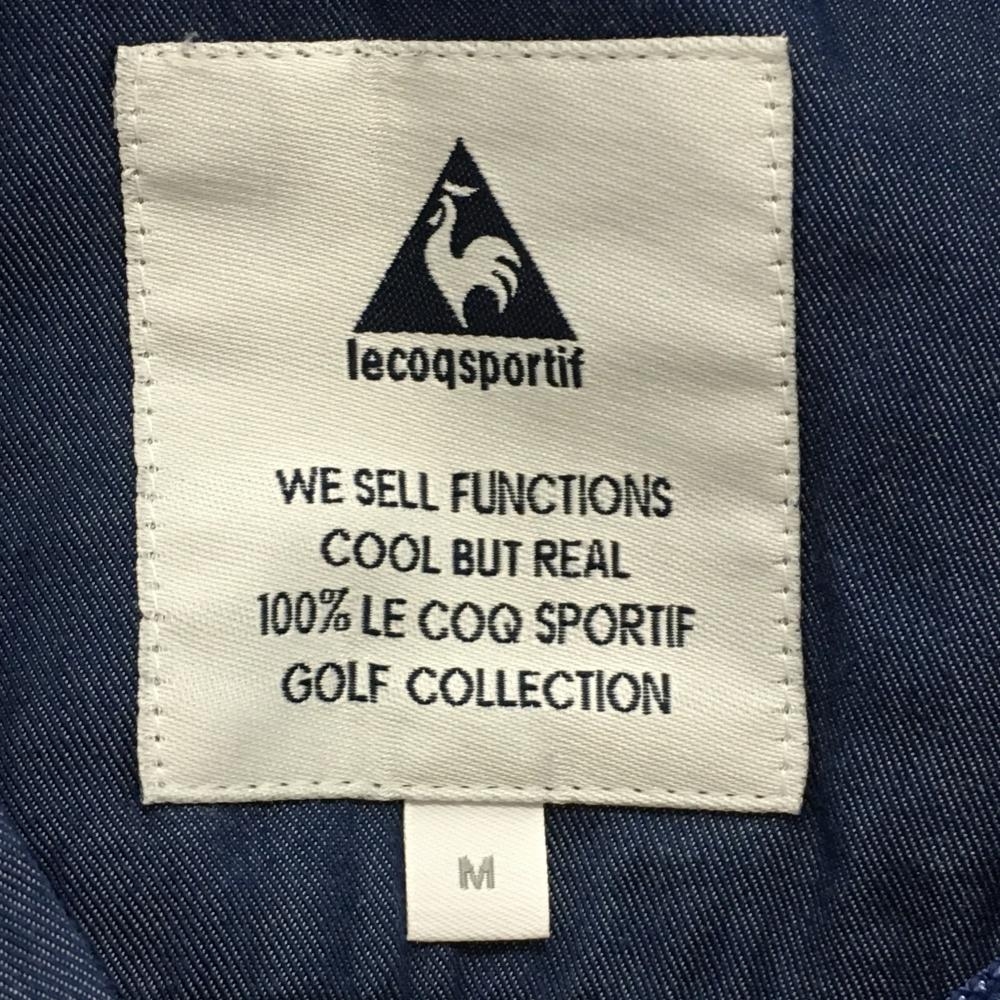 lecoqsportif
WE SELL FUNCTIONS
COOL BUT REAL
100% LE COQ SPORTIF
GOLF COLLECTION
M